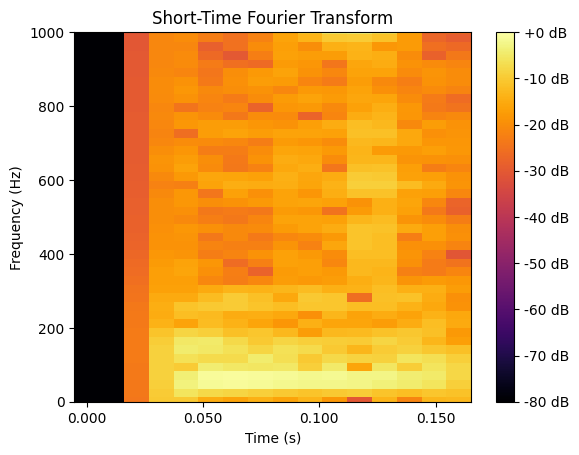 Short-Time Fourier Transform
1000
800
600
400
200
0
Frequency (Hz)
0.000
0.050
0.100
0.150
Time (s)
+0 dB
-10 dB
-20 dB
-30 dB
-40 dB
-50 dB
-60 dB
-70 dB
-80 dB